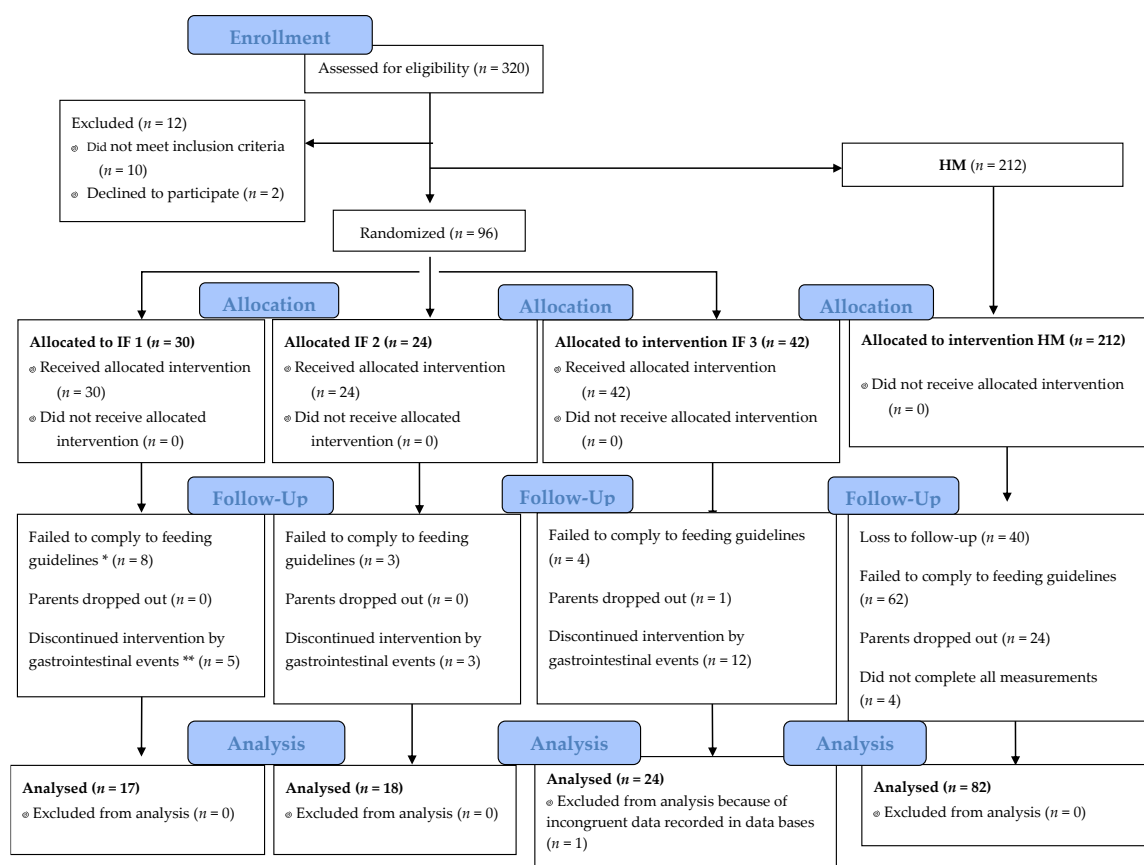 Enrollment
Assessed for eligibility (n = 320)
Excluded (n = 12)
Did not meet inclusion criteria
(n = 10)
Declined to participate (n = 2)
HM (n = 212)
Randomized (n = 96)
Allocation
Allocation
Allocation
Allocated to IF 1 (n = 30)
Received allocated intervention
(n = 30)
Did not receive allocated
intervention (n = 0)
Allocated IF 2 (n = 24)
Received allocated intervention
(n = 24)
Did not receive allocated
intervention (n = 0)
Allocated to intervention IF 3 (n = 42)
Received allocated intervention
(n = 42)
Did not receive allocated intervention
(n = 0)
Allocated to intervention HM (n = 212)
Did not receive allocated intervention
(n = 0)
Follow-Up
Follow-Up
Follow-Up
Failed to comply to feeding
guidelines * (n = 8)
Parents dropped out (n = 0)
Discontinued intervention by
gastrointestinal events ** (n = 5)
Failed to comply to feeding
guidelines (n = 3)
Parents dropped out (n = 0)
Discontinued intervention by
gastrointestinal events (n = 3)
Failed to comply to feeding guidelines
(n = 4)
Parents dropped out (n = 1)
Discontinued intervention by
gastrointestinal events (n = 12)
Loss to follow-up (n = 40)
Failed to comply to feeding guidelines
(n = 62)
Parents dropped out (n = 24)
Did not complete all measurements
(n = 4)
Analysis
Analysis
Analysis
Analysed (n = 17)
Excluded from analysis (n = 0)
Analysed (n = 18)
Excluded from analysis (n = 0)
Analysed (n = 24)
Excluded from analysis because of
incongruent data recorded in data bases
(n = 1)
Analysed (n = 82)
Excluded from analysis (n = 0)